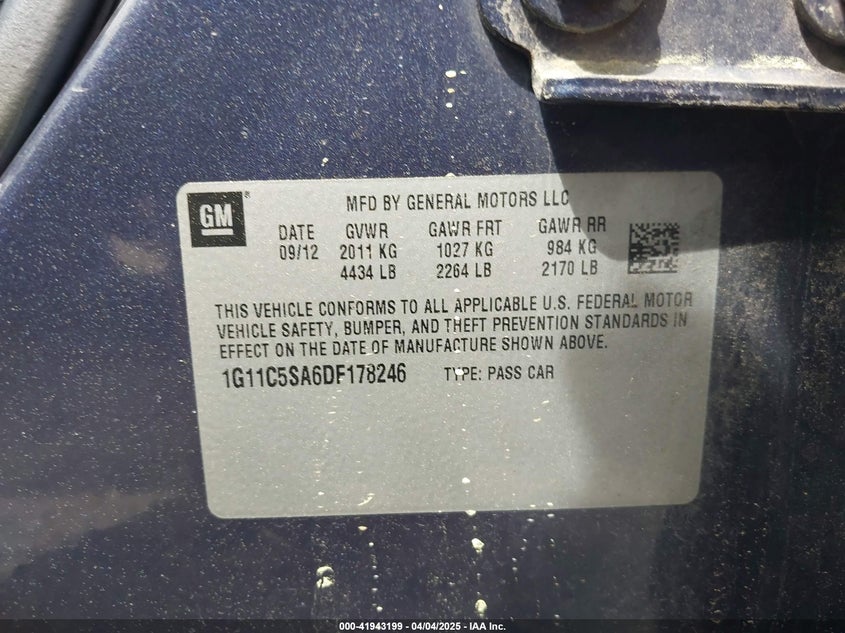 GM ®
MFD BY GENERAL MOTORS LLC
DATE GVWR GAWR FRT GAWR RR
09/12 2011 KG 1027 KG 984 KG
4434 LB 2264 LB 2170 LB
THIS VEHICLE CONFORMS TO ALL APPLICABLE U.S. FEDERAL MOTOR
VEHICLE SAFETY, BUMPER, AND THEFT PREVENTION STANDARDS IN
EFFECT ON THE DATE OF MANUFACTURE SHOWN ABOVE.
1G11C5SA6DF178246 TYPE: PASS CAR
000-41943199 - 04/04/2025 - IAA Inc.